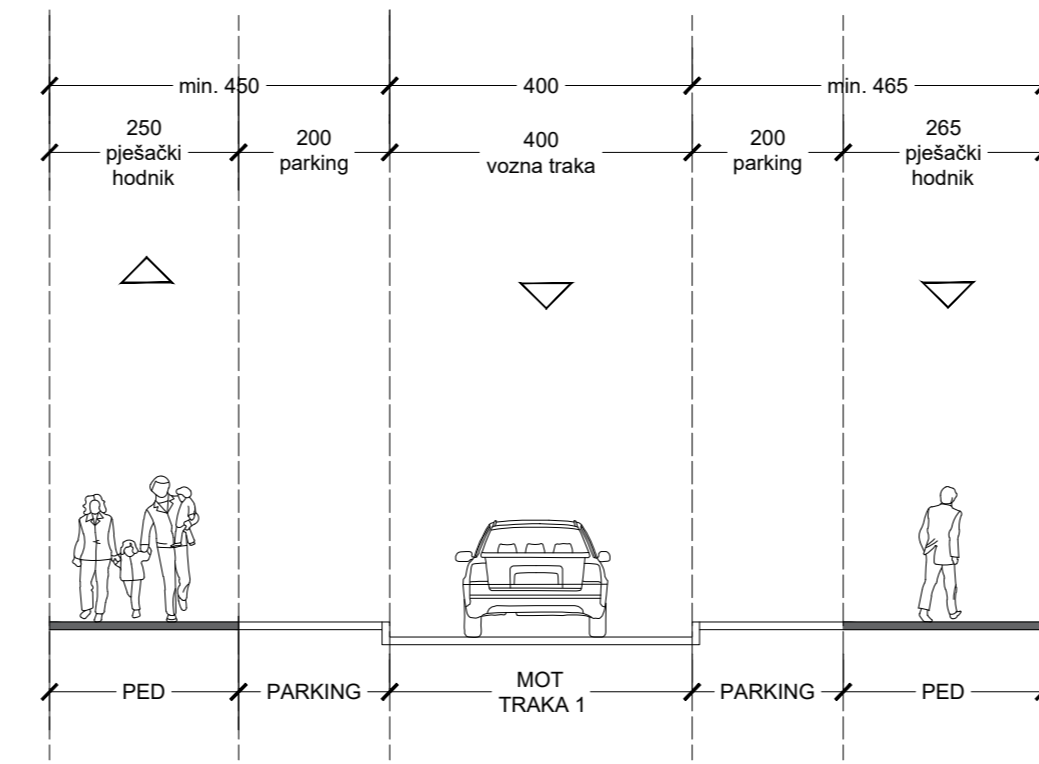 min. 450
400
min. 465
250
pješački
hodnik
200
parking
400
vozna traka
200
parking
265
pješački
hodnik
PED
PARKING
MOT
TRAKA 1
PARKING
PED